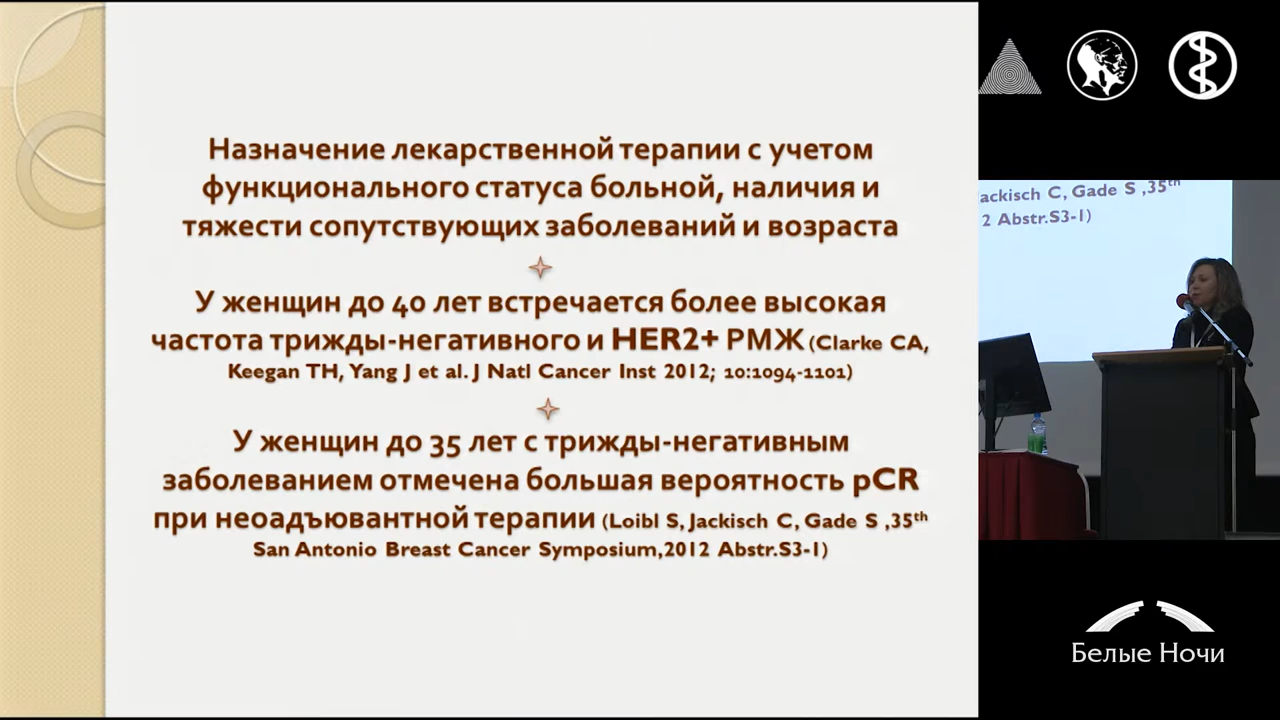 Назначение лекарственной терапии с учетом
функционального статуса больной, наличия и
тяжести сопутствующих заболеваний и возраста
У женщин до 40 лет встречается более высокая
частота трижды-негативного и HER2+ РМЖ (Clarke CA,
Keegan TH, Yang J et al. J Natl Cancer Inst 2012; 10:1094-1101)
У женщин до 35 лет с трижды-негативным
заболеванием отмечена большая вероятность pCR
при неоадъювантной терапии (Loibl S, Jackisch C, Gade S ,35th
San Antonio Breast Cancer Symposium,2012 Abstr.S3-1)
ackisch C, Gade S ,35th
2 Abstr.S3-1)
Белые Ночи